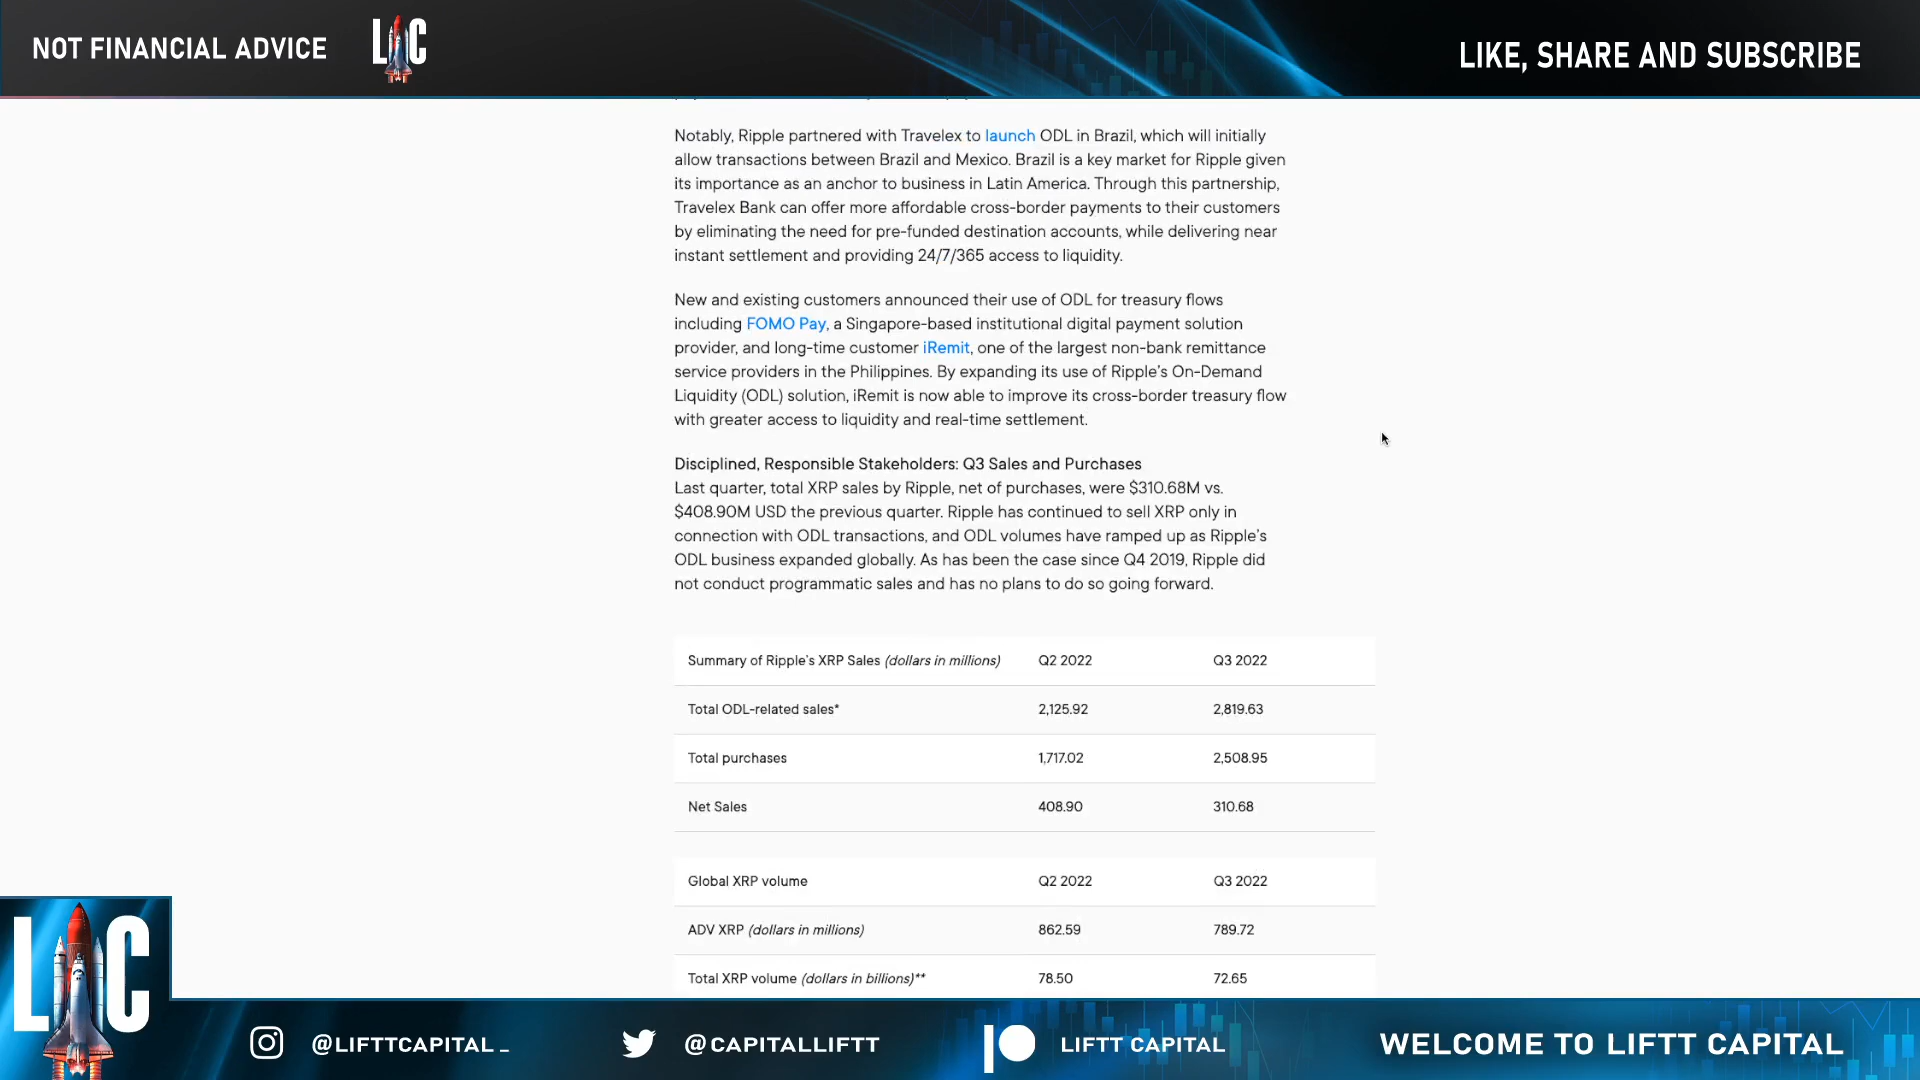 NOT FINANCIAL ADVICE
LC
LIKE, SHARE AND SUBSCRIBE
Notably, Ripple partnered with Travelex to launch ODL in Brazil, which will initially
allow transactions between Brazil and Mexico. Brazil is a key market for Ripple given
its importance as an anchor to business in Latin America. Through this partnership,
Travelex Bank can offer more affordable cross-border payments to their customers
by eliminating the need for pre-funded destination accounts, while delivering near
instant settlement and providing 24/7/365 access to liquidity.
New and existing customers announced their use of ODL for treasury flows
including FOMO Pay, a Singapore-based institutional digital payment solution
provider, and long-time customer iRemit, one of the largest non-bank remittance
service providers in the Philippines. By expanding its use of Ripple's On-Demand
Liquidity (ODL) solution, iRemit is now able to improve its cross-border treasury flow
with greater access to liquidity and real-time settlement.
Disciplined, Responsible Stakeholders: Q3 Sales and Purchases
Last quarter, total XRP sales by Ripple, net of purchases, were $310.68M vs.
$408.90M USD the previous quarter. Ripple has continued to sell XRP only in
connection with ODL transactions, and ODL volumes have ramped up as Ripple's
ODL business expanded globally. As has been the case since Q4 2019, Ripple did
not conduct programmatic sales and has no plans to do so going forward.
Summary of Ripple's XRP Sales (dollars in millions) Q2 2022 Q3 2022
Total ODL-related sales* 2,125.92 2,819.63
Total purchases 1,717.02 2,508.95
Net Sales 408.90 310.68
Global XRP volume Q2 2022 Q3 2022
ADV XRP (dollars in millions) 862.59 789.72
Total XRP volume (dollars in billions)** 78.50 72.65
LC
@LIFTTCAPITAL_ @CAPITALLIFTT LIFTT CAPITAL WELCOME TO LIFTT CAPITAL